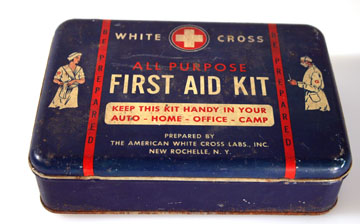 WHITE CROSS
ALL PURPOSE
FIRST AID KIT
KEEP THIS KIT HANDY IN YOUR
AUTO - HOME - OFFICE - CAMP
PREPARED BY
THE AMERICAN WHITE CROSS LABS., INC.
NEW ROCHELLE, N. Y.
BE PREPARED
BE PREPARED